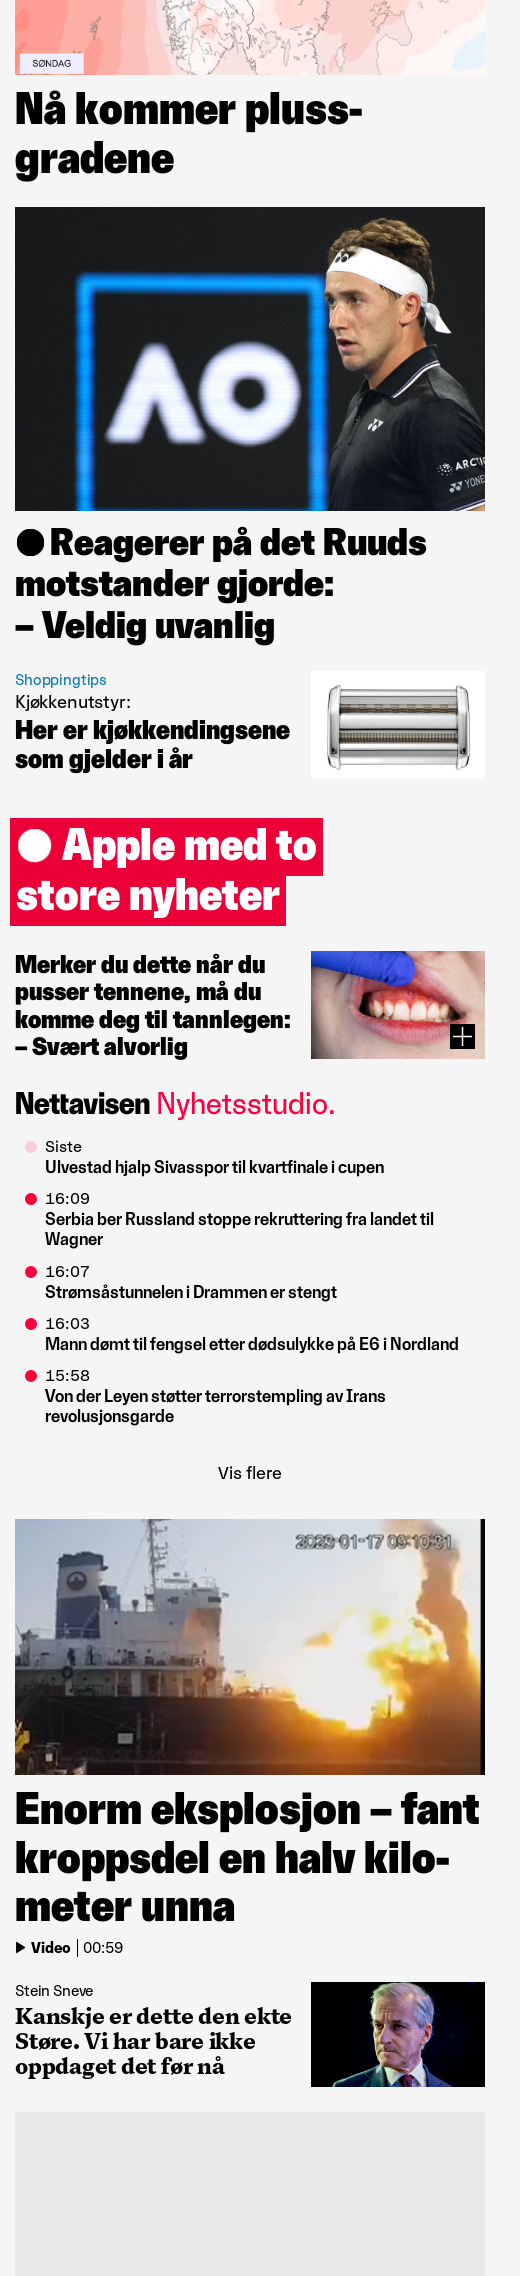 SØNDAG
Nå kommer pluss-
gradene
AO
ARCTIC
YONEX
Reagerer på det Ruuds
motstander gjorde:
– Veldig uvanlig
Shoppingtips
Kjøkkenutstyr:
Her er kjøkkendingsene
som gjelder i år
Apple med to
store nyheter
Merker du dette når du
pusser tennene, må du
komme deg til tannlegen:
– Svært alvorlig
Nettavisen Nyhetsstudio.
Siste
Ulvestad hjalp Sivasspor til kvartfinale i cupen
16:09
Serbia ber Russland stoppe rekruttering fra landet til
Wagner
16:07
Strømsåstunnelen i Drammen er stengt
16:03
Mann dømt til fengsel etter dødsulykke på E6 i Nordland
15:58
Von der Leyen støtter terrorstempling av Irans
revolusjonsgarde
Vis flere
2023-01-17 09:10:31
Enorm eksplosjon – fant
kroppsdel en halv kilo-
meter unna
Video 00:59
Stein Sneve
Kanskje er dette den ekte
Støre. Vi har bare ikke
oppdaget det før nå